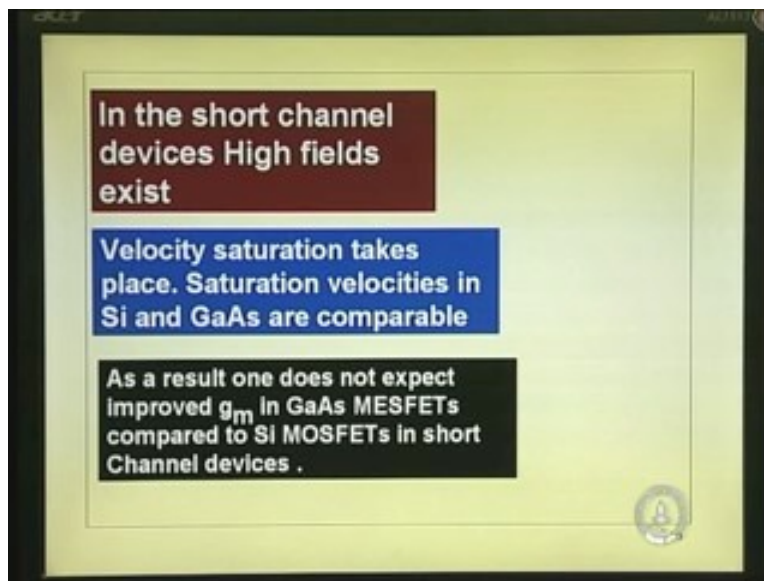 acer
In the short channel
devices High fields
exist
Velocity saturation takes
place. Saturation velocities in
Si and GaAs are comparable
As a result one does not expect
improved gm in GaAs MESFETs
compared to Si MOSFETs in short
Channel devices .